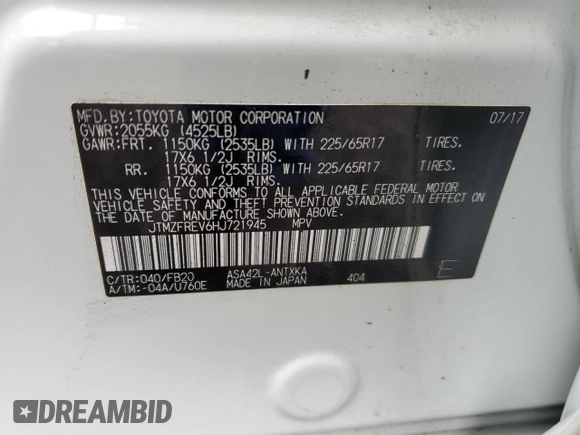 MFD.BY:TOYOTA MOTOR CORPORATION 07/17
GVWR:2055KG (4525LB)
GAWR:FRT. 1150KG (2535LB) WITH 225/65R17 TIRES.
17X6 1/2J RIMS.
RR. 1150KG (2535LB) WITH 225/65R17 TIRES.
17X6 1/2J RIMS.
THIS VEHICLE CONFORMS TO ALL APPLICABLE FEDERAL MOTOR
VEHICLE SAFETY AND THEFT PREVENTION STANDARDS IN EFFECT ON
THE DATE OF MANUFACTURE SHOWN ABOVE.
JTMZFREV6HJ721945 MPV
C/TR:040/FB20 ASA42L-ANTXKA 404 E
A/TM:-04A/U760E MADE IN JAPAN
DREAMBID